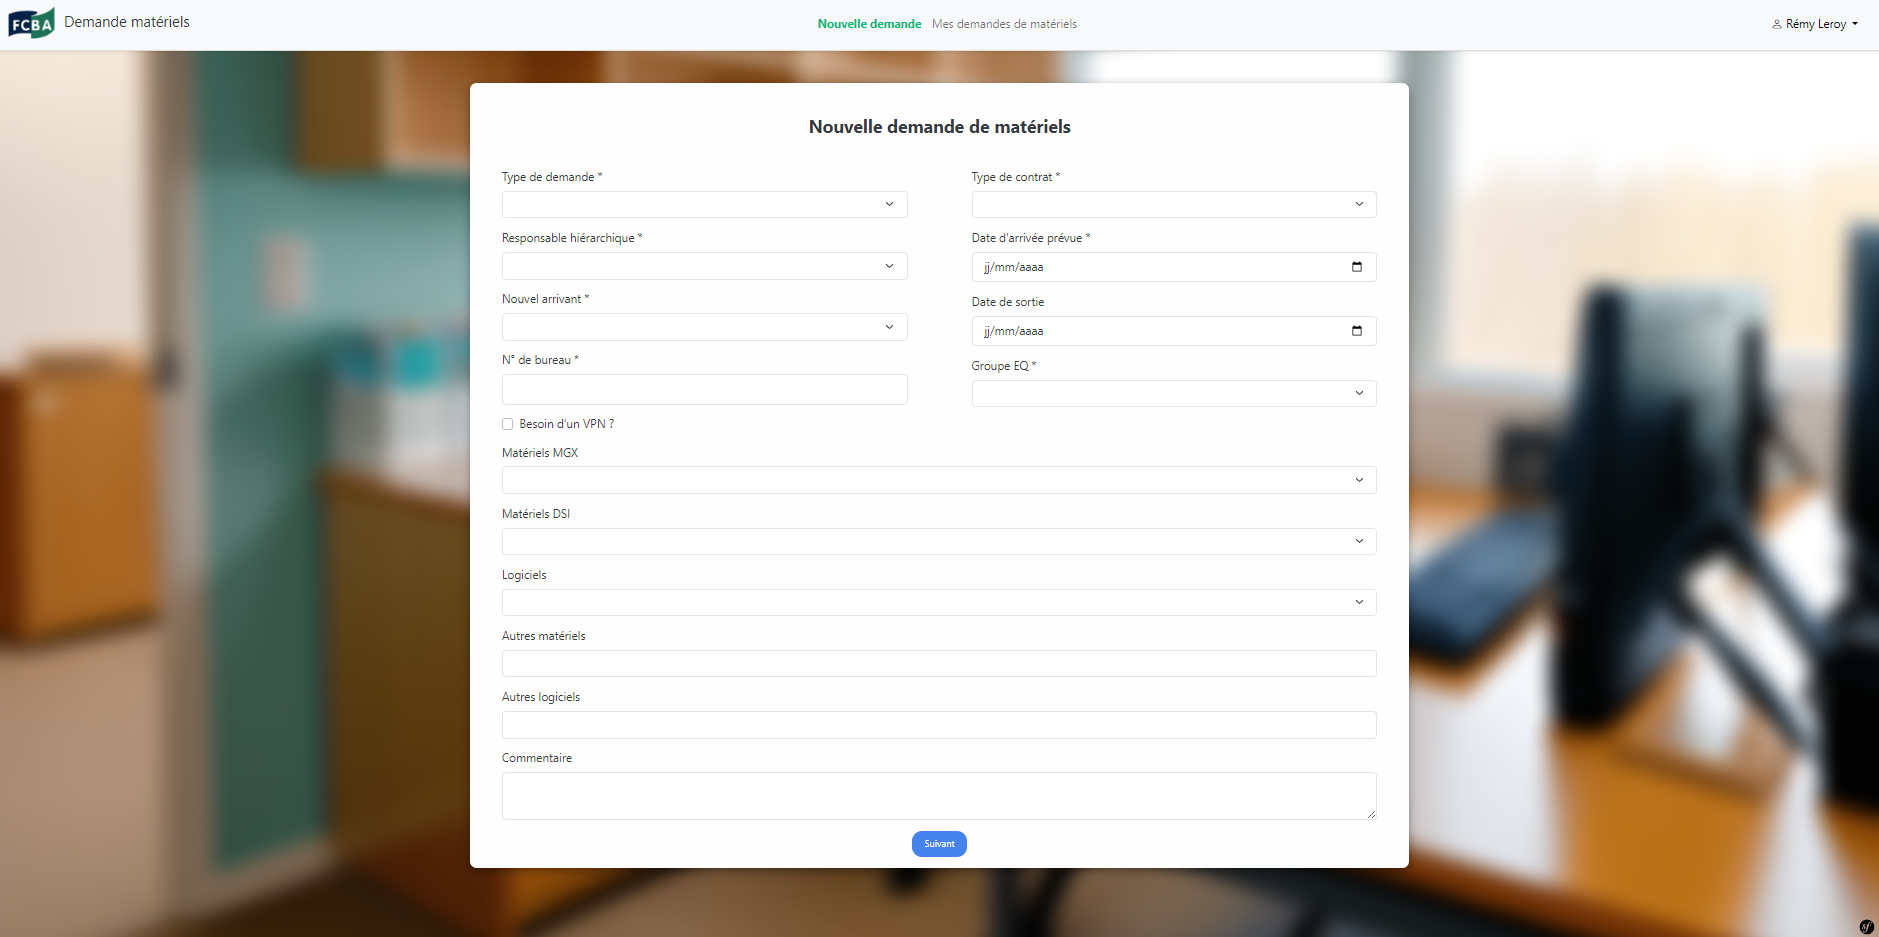 FCBA
Demande matériels
Nouvelle demande
Mes demandes de matériels
Rémy Leroy
Nouvelle demande de matériels
Type de demande *
Type de contrat *
Responsable hiérarchique *
Date d'arrivée prévue *
jj/mm/aaaa
Nouvel arrivant *
Date de sortie
jj/mm/aaaa
N° de bureau *
Groupe EQ *
Besoin d'un VPN ?
Matériels MGX
Matériels DSI
Logiciels
Autres matériels
Autres logiciels
Commentaire
Suivant
sf